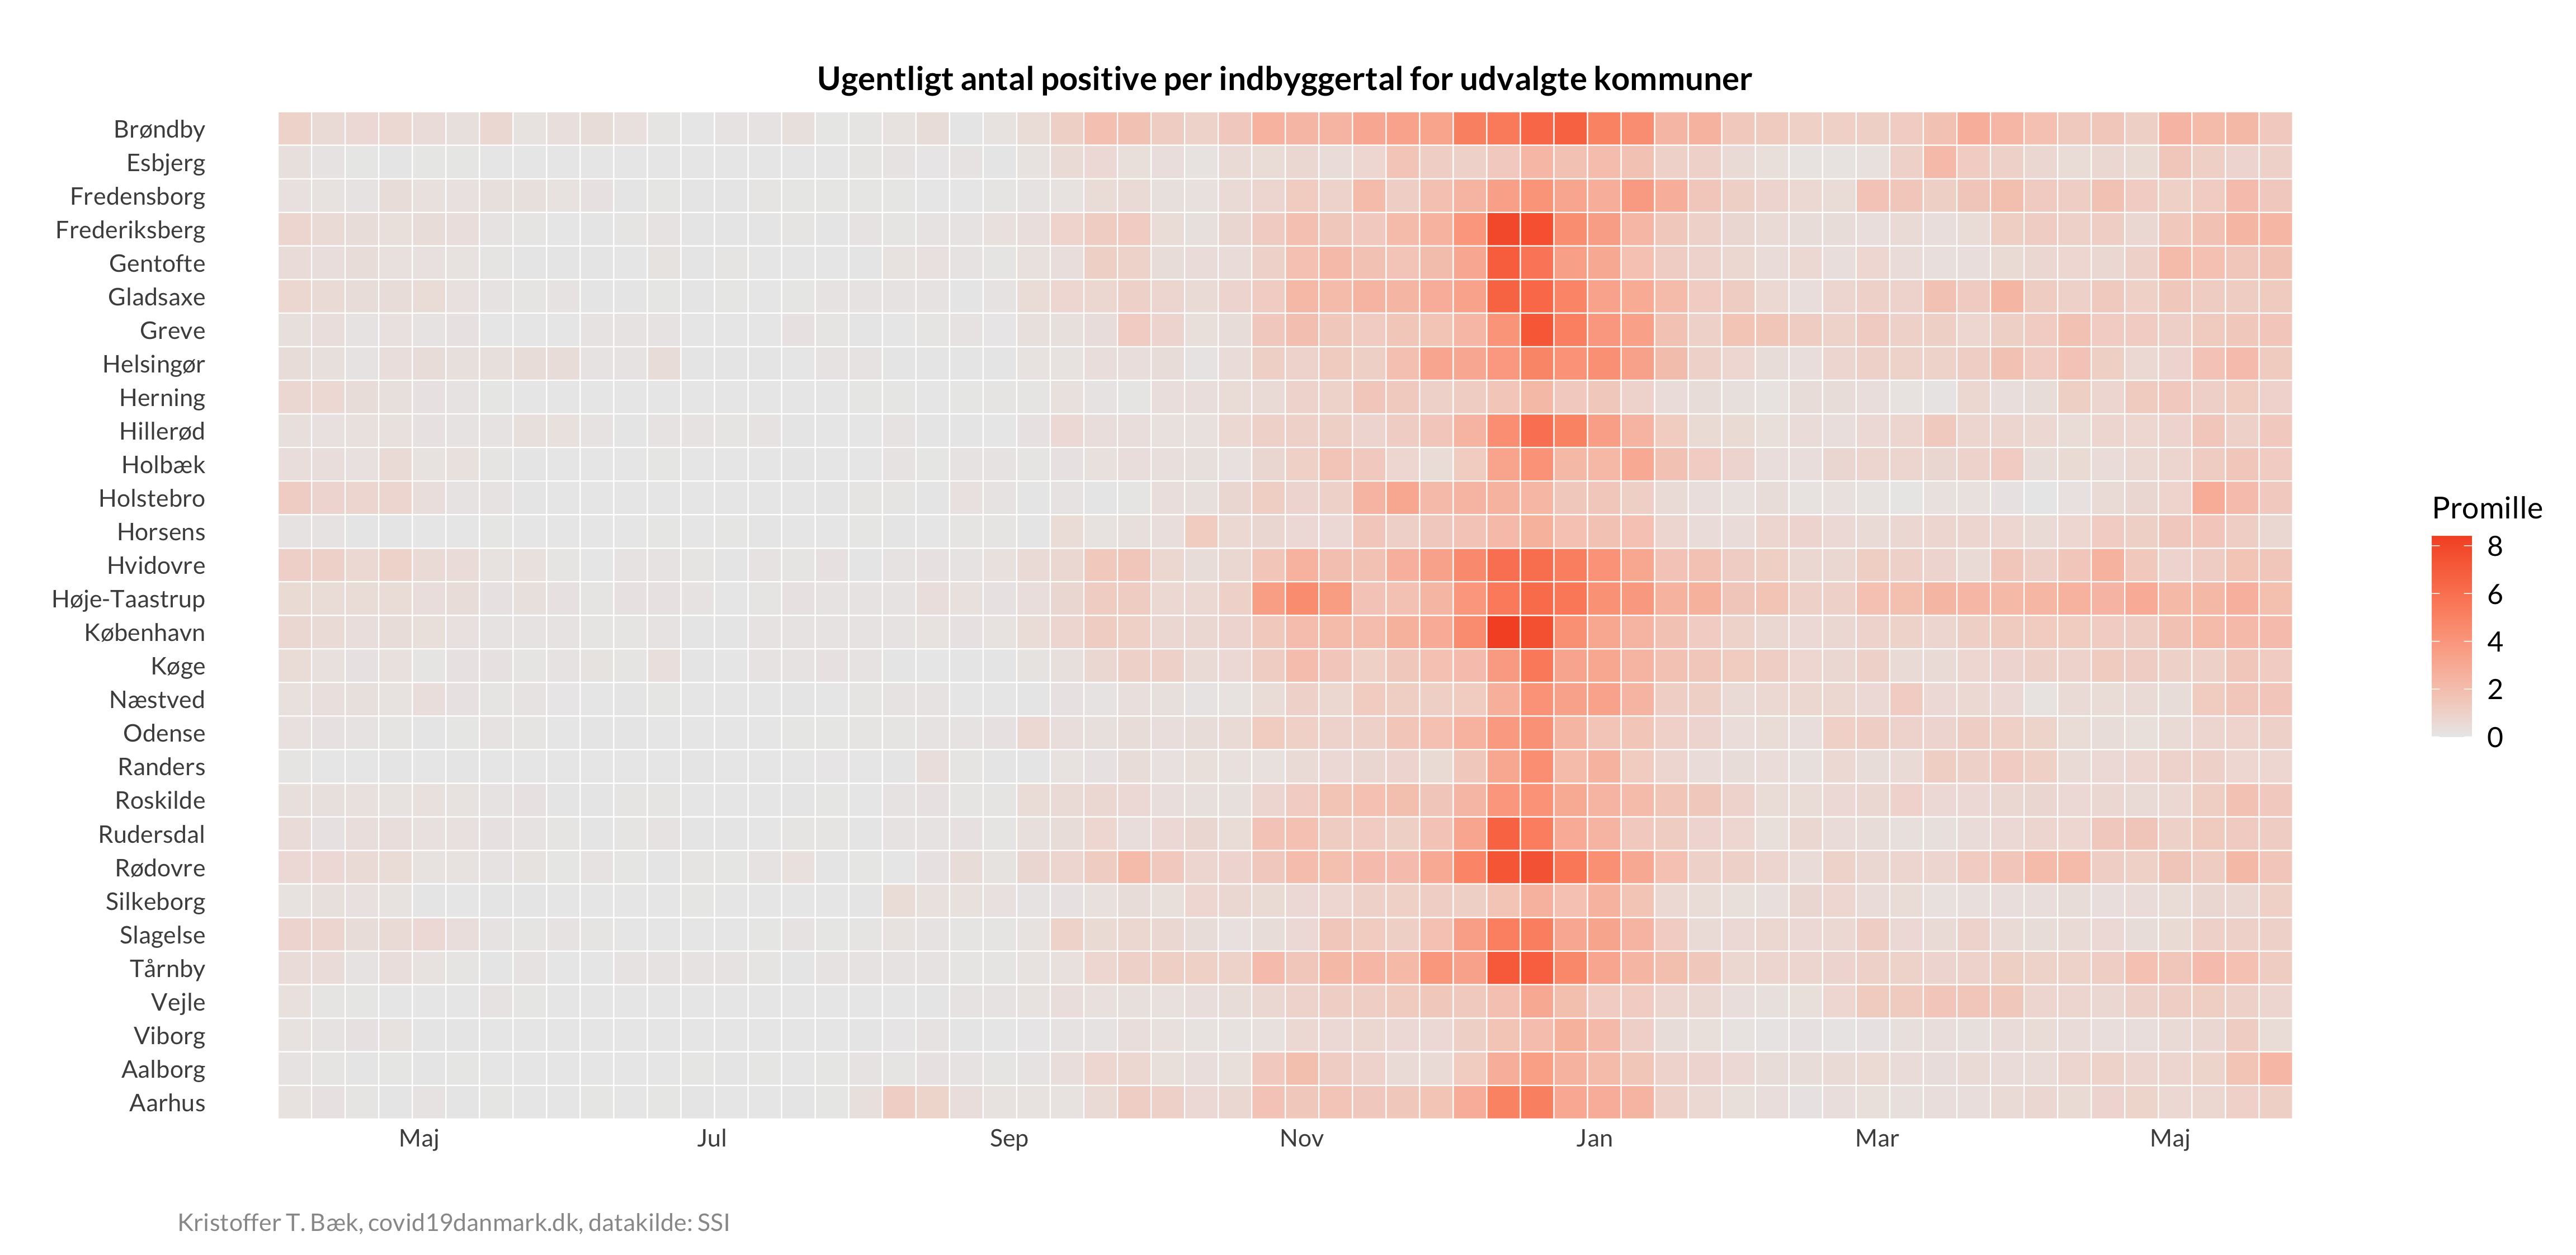 Ugentligt antal positive per indbyggertal for udvalgte kommuner
Brøndby
Esbjerg
Fredensborg
Frederiksberg
Gentofte
Gladsaxe
Greve
Helsingør
Herning
Hillerød
Holbæk
Holstebro
Horsens
Hvidovre
Høje-Taastrup
København
Køge
Næstved
Odense
Randers
Roskilde
Rudersdal
Rødovre
Silkeborg
Slagelse
Tårnby
Vejle
Viborg
Aalborg
Aarhus
Maj Jul Sep Nov Jan Mar Maj
Promille
8
6
4
2
0
Kristoffer T. Bæk, covid19danmark.dk, datakilde: SSI